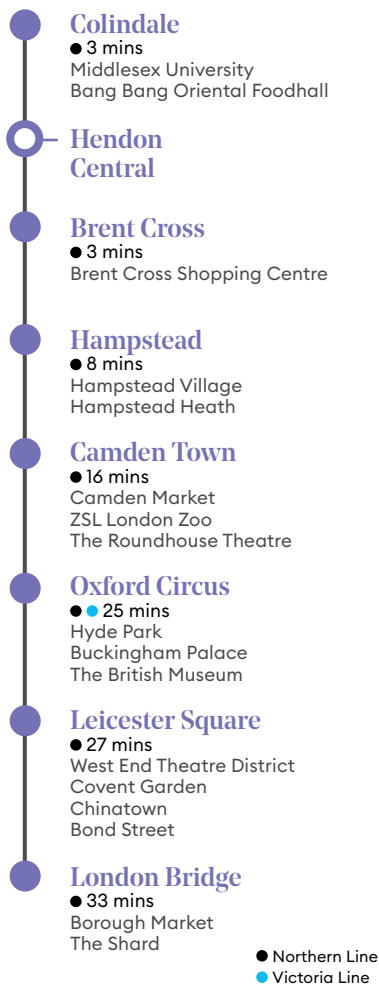 Colindale
● 3 mins
Middlesex University
Bang Bang Oriental Foodhall
Hendon
Central
Brent Cross
● 3 mins
Brent Cross Shopping Centre
Hampstead
● 8 mins
Hampstead Village
Hampstead Heath
Camden Town
● 16 mins
Camden Market
ZSL London Zoo
The Roundhouse Theatre
Oxford Circus
● ● 25 mins
Hyde Park
Buckingham Palace
The British Museum
Leicester Square
● 27 mins
West End Theatre District
Covent Garden
Chinatown
Bond Street
London Bridge
● 33 mins
Borough Market
The Shard
● Northern Line
● Victoria Line